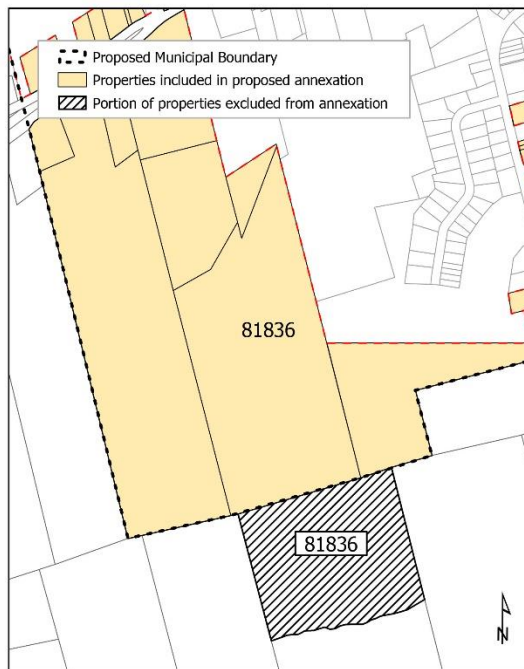 Proposed Municipal Boundary
Properties included in proposed annexation
Portion of properties excluded from annexation
81836
81836
N